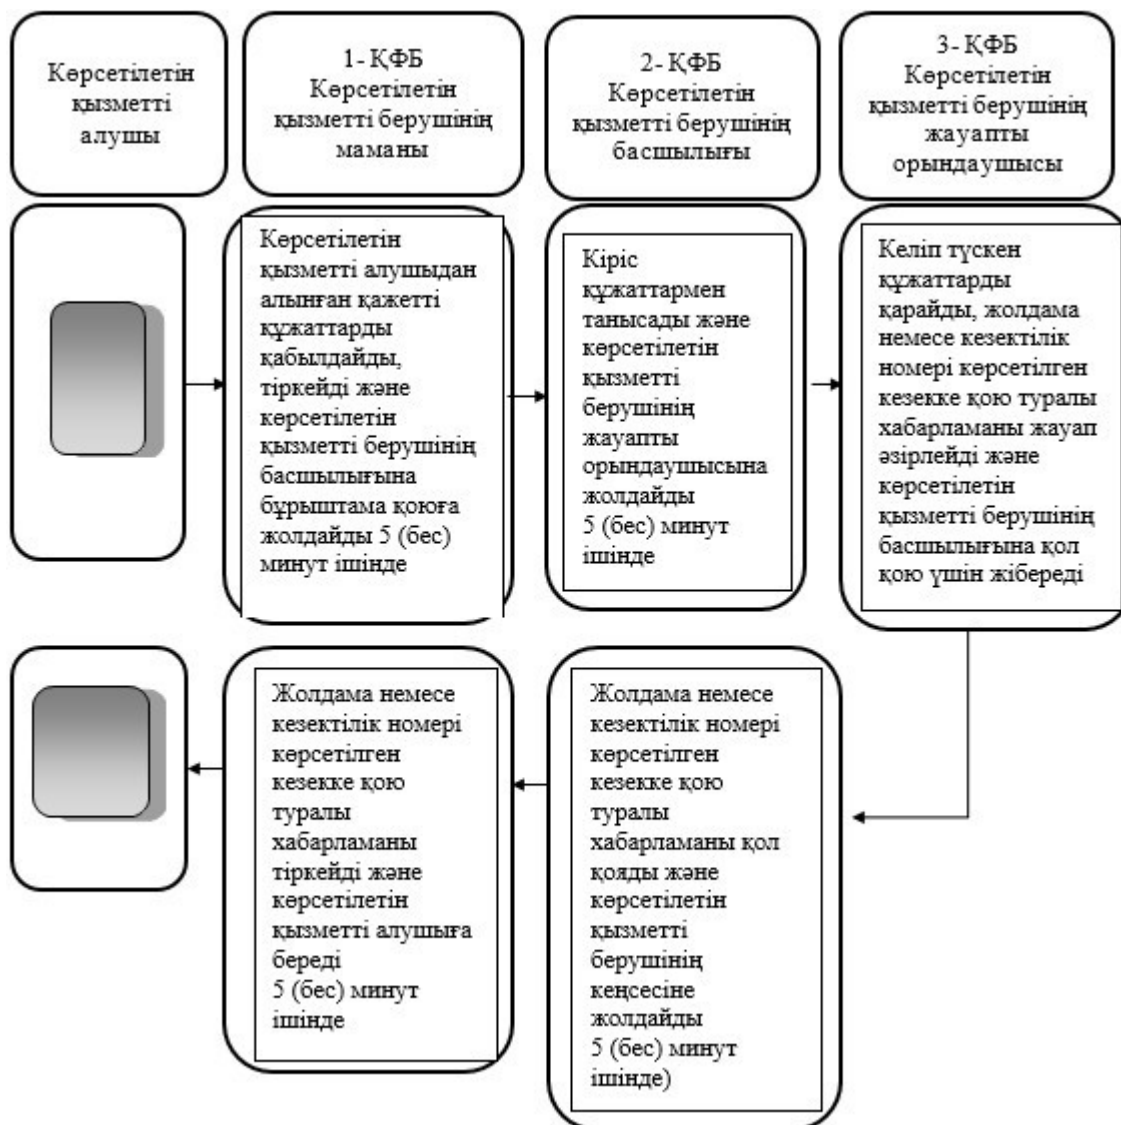 Көрсетілетін
қызметті
алушы
1- ҚФБ
Көрсетілетін
қызметті берушінің
маманы
2- ҚФБ
Көрсетілетін
қызметті берушінің
басшылығы
3- ҚФБ
Көрсетілетін
қызметті берушінің
жауапты
орындаушысы
Көрсетілетін
қызметті алушыдан
алынған қажетті
құжаттарды
қабылдайды,
тіркейді және
көрсетілетін
қызметті берушінің
басшылығына
бұрыштама қоюға
жолдайды 5 (бес)
минут ішінде
Кіріс
құжаттармен
танысады және
көрсетілетін
қызметті
берушінің
жауапты
орындаушысына
жолдайды
5 (бес) минут
ішінде
Келіп түскен
құжаттарды
қарайды, жолдама
немесе кезектілік
номері көрсетілген
кезекке қою туралы
хабарламаны жауап
әзірлейді және
көрсетілетін
қызметті берушінің
басшылығына қол
қою үшін жібереді
Жолдама немесе
кезектілік номері
көрсетілген
кезекке қою
туралы
хабарламаны
тіркейді және
көрсетілетін
қызметті алушыға
береді
5 (бес) минут
ішінде
Жолдама немесе
кезектілік номері
көрсетілген
кезекке қою
туралы
хабарламаны қол
қояды және
көрсетілетін
қызметті
берушінің
кеңсесіне
жолдайды
5 (бес) минут
ішінде)